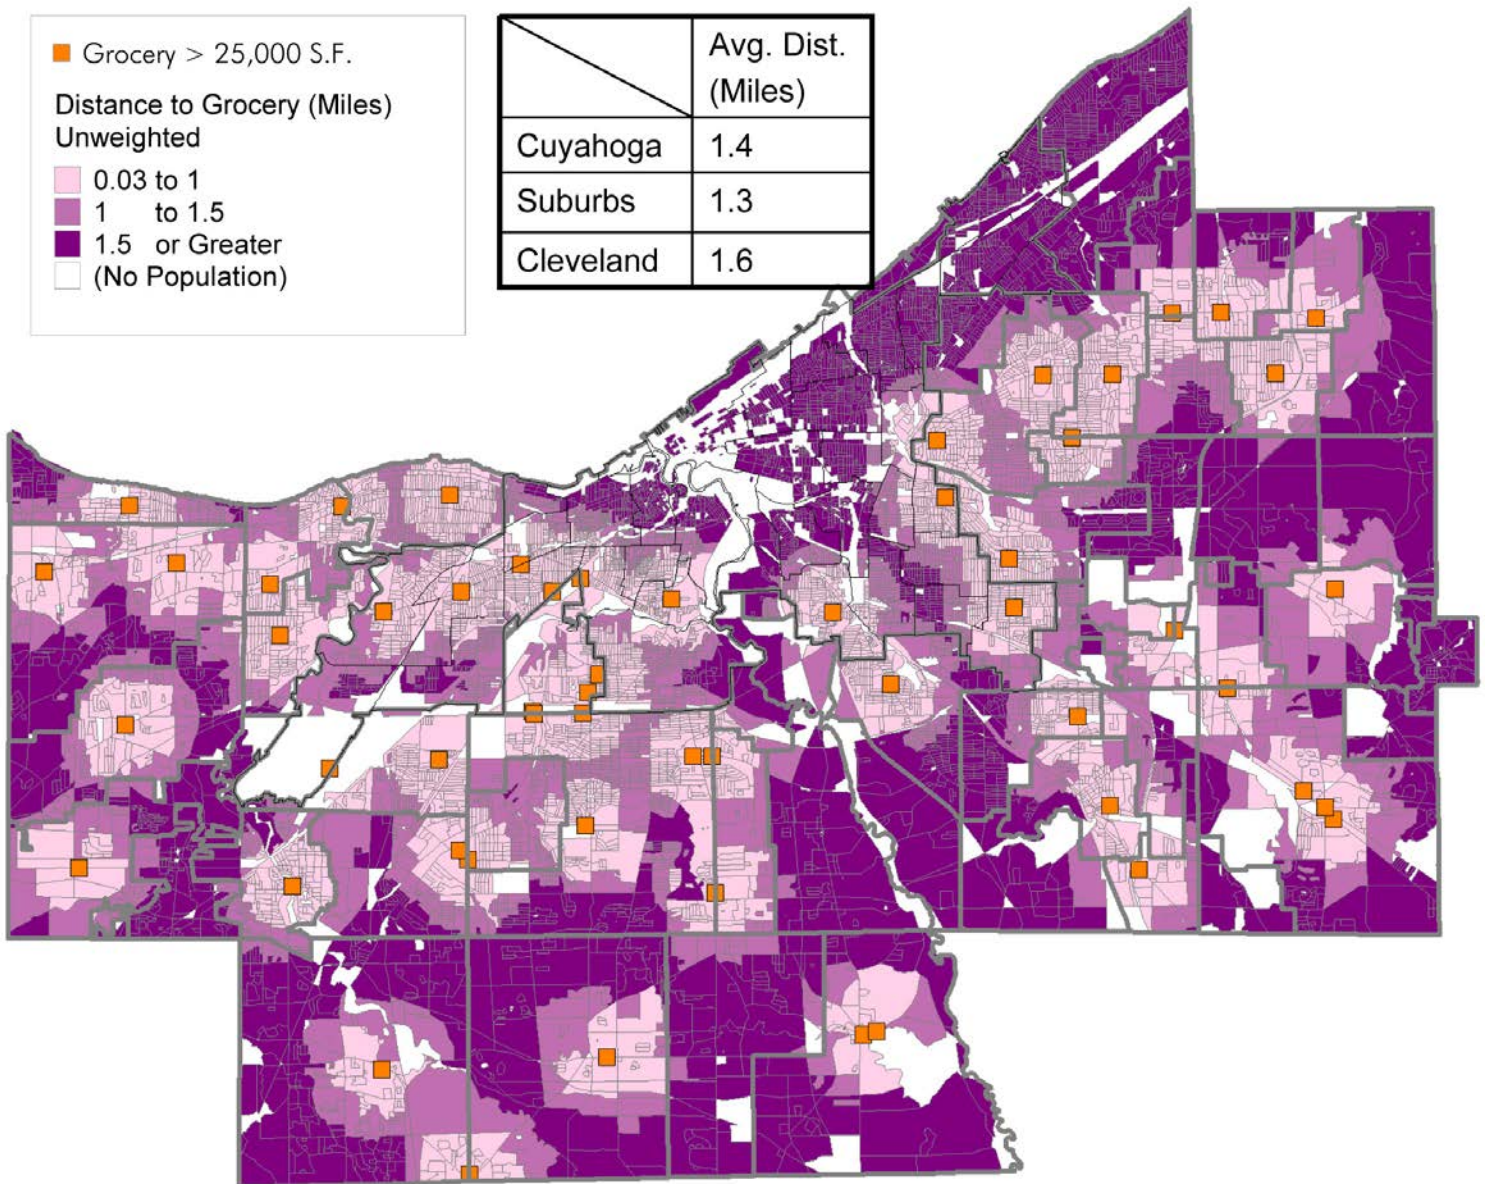 Grocery > 25,000 S.F.
Distance to Grocery (Miles)
Unweighted
0.03 to 1
1 to 1.5
1.5 or Greater
(No Population)
Avg. Dist.
(Miles)
Cuyahoga 1.4
Suburbs 1.3
Cleveland 1.6